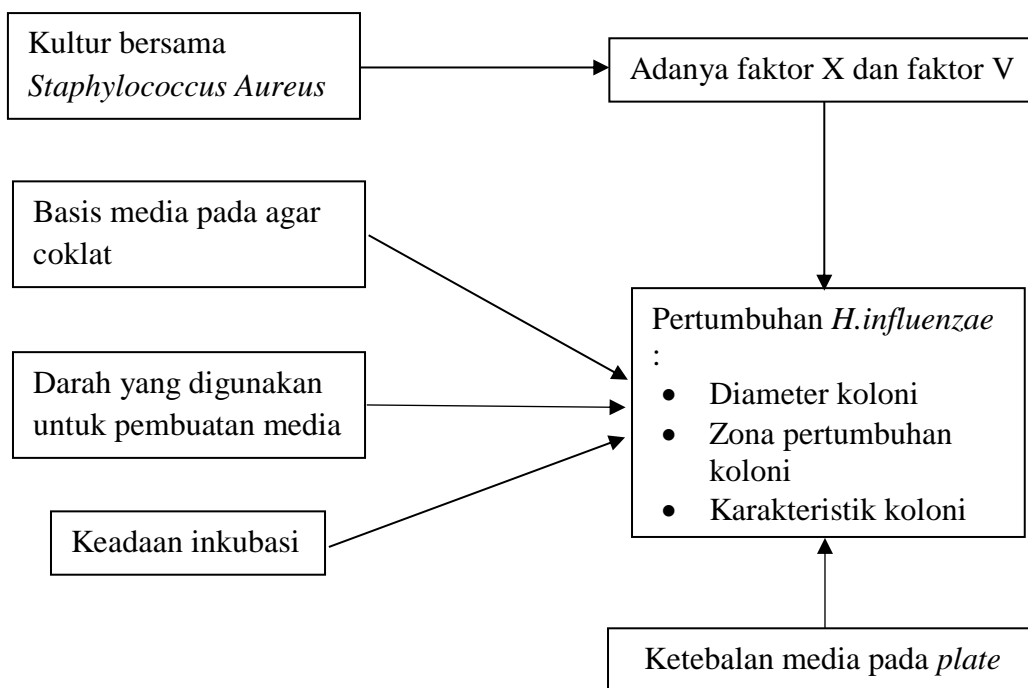 Kultur bersama
Staphylococcus Aureus
Adanya faktor X dan faktor V
Basis media pada agar
coklat
Pertumbuhan H.influenzae
:
• Diameter koloni
• Zona pertumbuhan
koloni
• Karakteristik koloni
Darah yang digunakan
untuk pembuatan media
Keadaan inkubasi
Ketebalan media pada plate